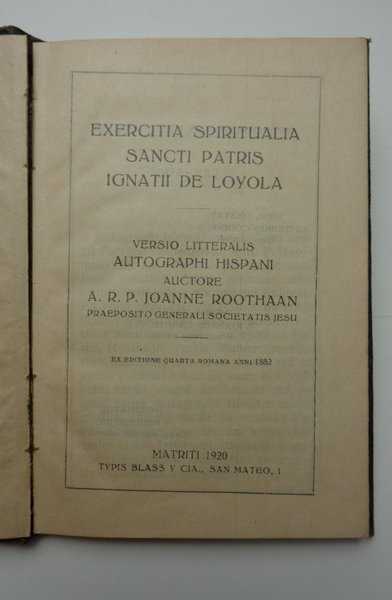 EXERCITIA SPIRITUALIA
SANCTI PATRIS
IGNATII DE LOYOLA
VERSIO LITTERALIS
AUTOGRAPHI HISPANI
AUCTORE
A. R. P. JOANNE ROOTHAAN
PRAEPOSITO GENERALI SOCIETATIS JESU
EX EDITIONE QUARTA ROMANA ANNI 1852
MATRITI 1920
TYPIS BLASS Y CIA., SAN MATEO, 1